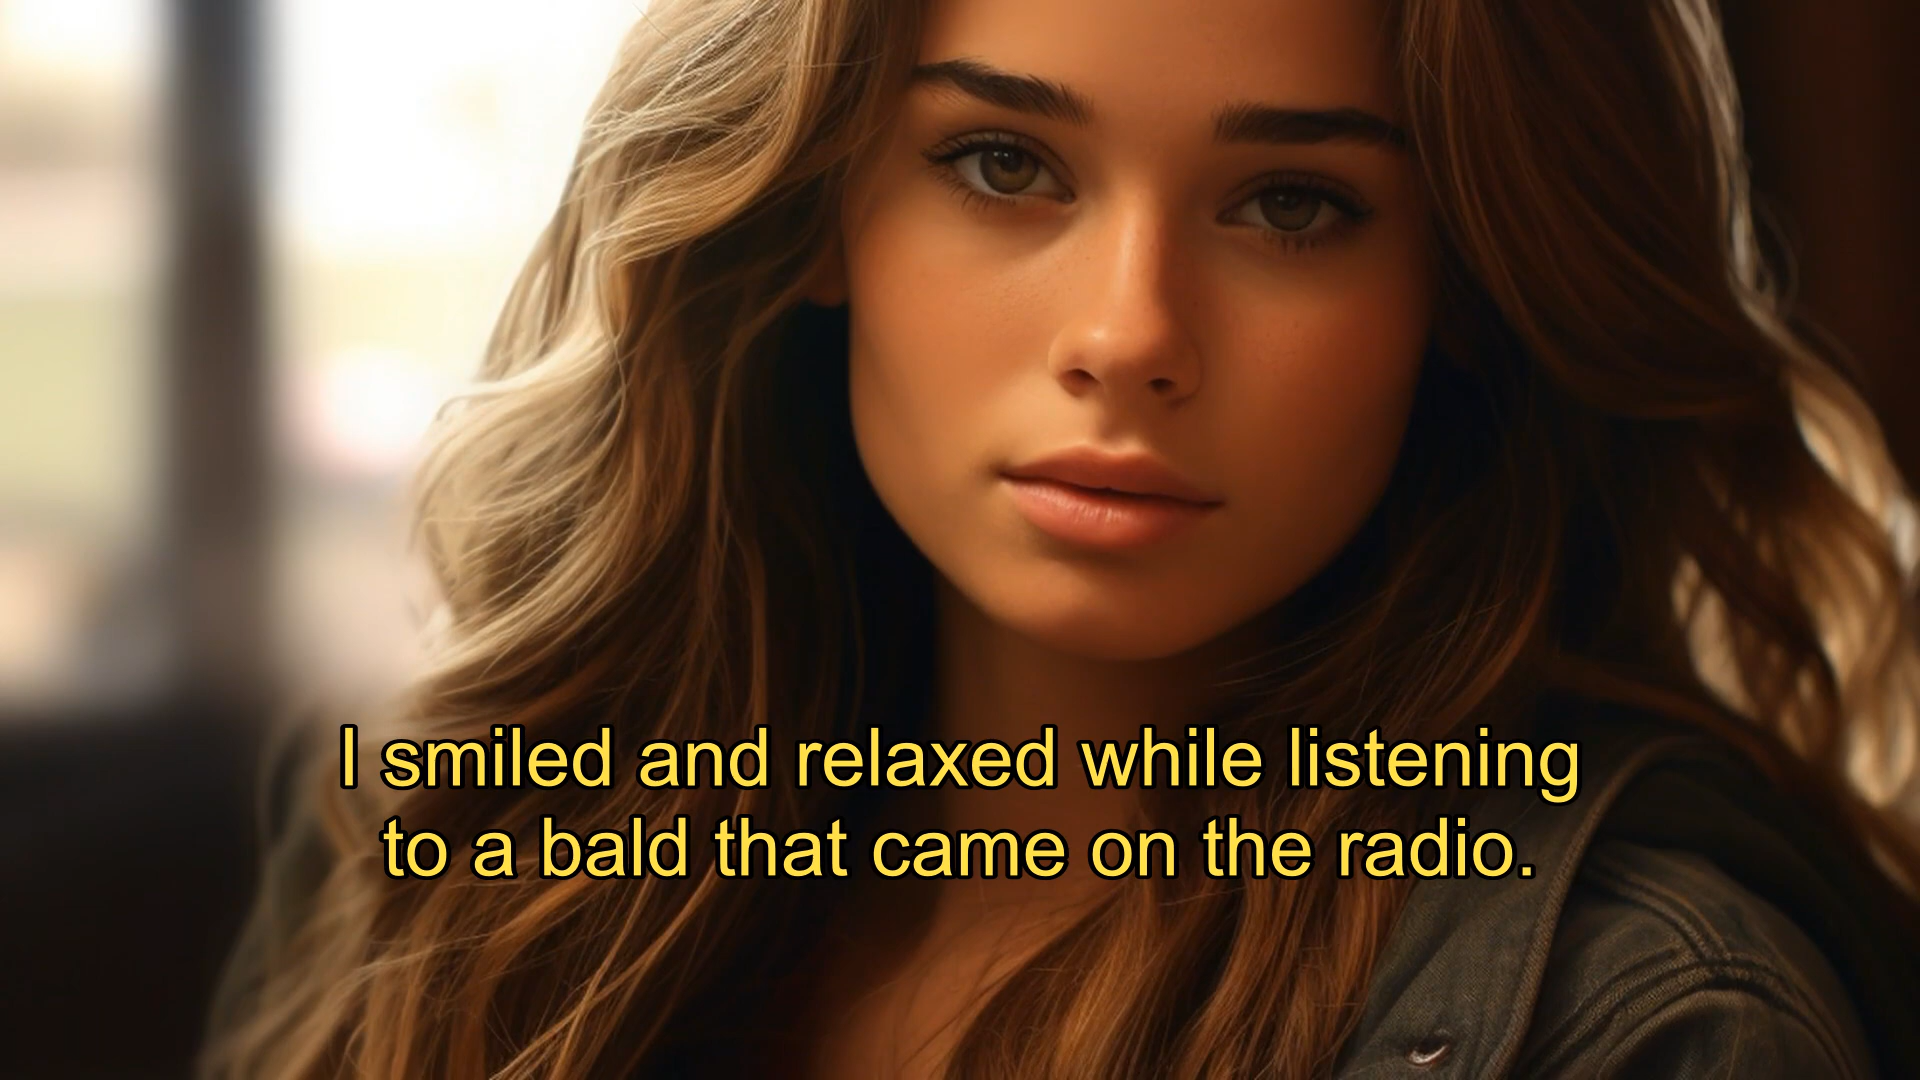 I smiled and relaxed while listening
to a bald that came on the radio.